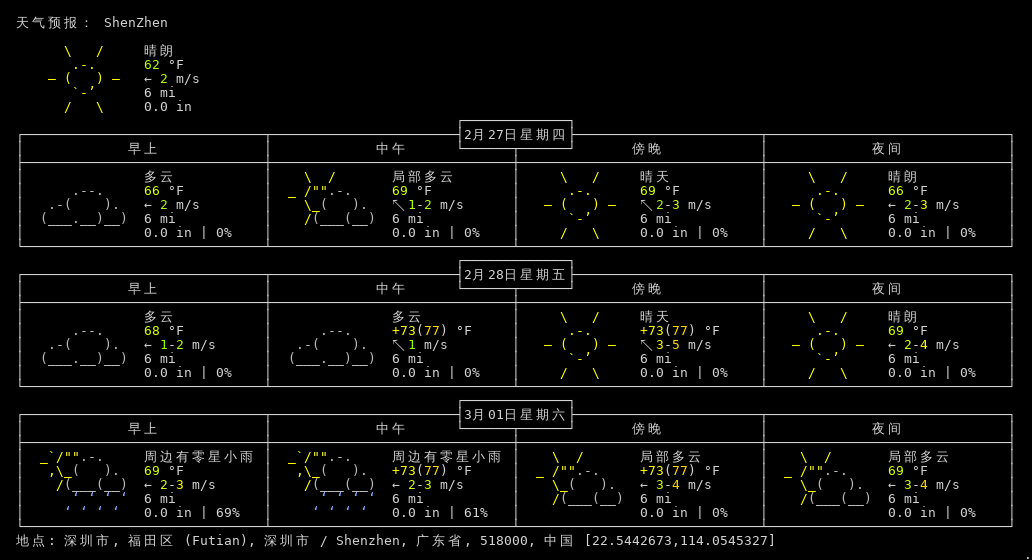 天气预报： ShenZhen
晴朗
62 °F
← 2 m/s
6 mi
0.0 in
2月27日星期四
早上 中午 傍晚 夜间
多云 局部多云 晴天 晴朗
66 °F 69 °F 69 °F 66 °F
← 2 m/s ↖ 1-2 m/s ↖ 2-3 m/s ← 2-3 m/s
6 mi 6 mi 6 mi 6 mi
0.0 in | 0% 0.0 in | 0% 0.0 in | 0% 0.0 in | 0%
2月28日星期五
早上 中午 傍晚 夜间
多云 多云 晴天 晴朗
68 °F +73(77) °F +73(77) °F 69 °F
← 1-2 m/s ↖ 1 m/s ↖ 3-5 m/s ← 2-4 m/s
6 mi 6 mi 6 mi 6 mi
0.0 in | 0% 0.0 in | 0% 0.0 in | 0% 0.0 in | 0%
3月01日星期六
早上 中午 傍晚 夜间
周边有零星小雨 周边有零星小雨 局部多云 局部多云
69 °F +73(77) °F +73(77) °F 69 °F
← 2-3 m/s ← 2-3 m/s ← 3-4 m/s ← 3-4 m/s
6 mi 6 mi 6 mi 6 mi
0.0 in | 69% 0.0 in | 61% 0.0 in | 0% 0.0 in | 0%
地点: 深圳市, 福田区 (Futian), 深圳市 / Shenzhen, 广东省, 518000, 中国 [22.5442673,114.0545327]